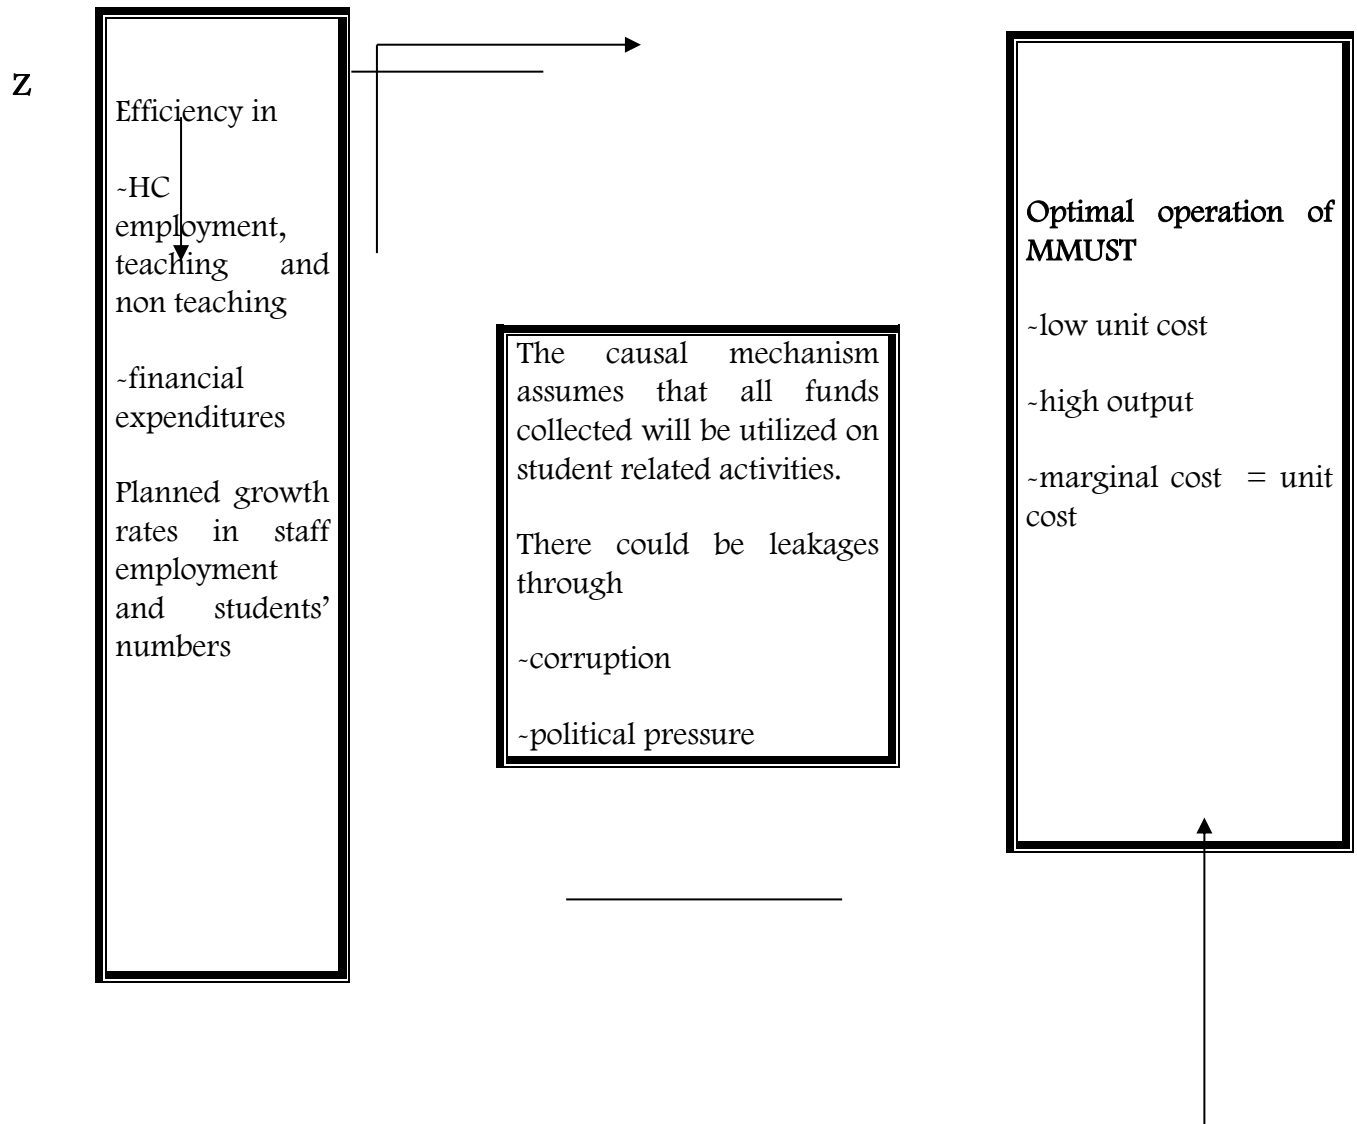 z
Efficiency in
-HC
employment,
teaching and
non teaching
-financial
expenditures
Planned growth
rates in staff
employment
and students’
numbers
The causal mechanism
assumes that all funds
collected will be utilized on
student related activities.
There could be leakages
through
-corruption
-political pressure
Optimal operation of
MMUST
-low unit cost
-high output
-marginal cost = unit
cost